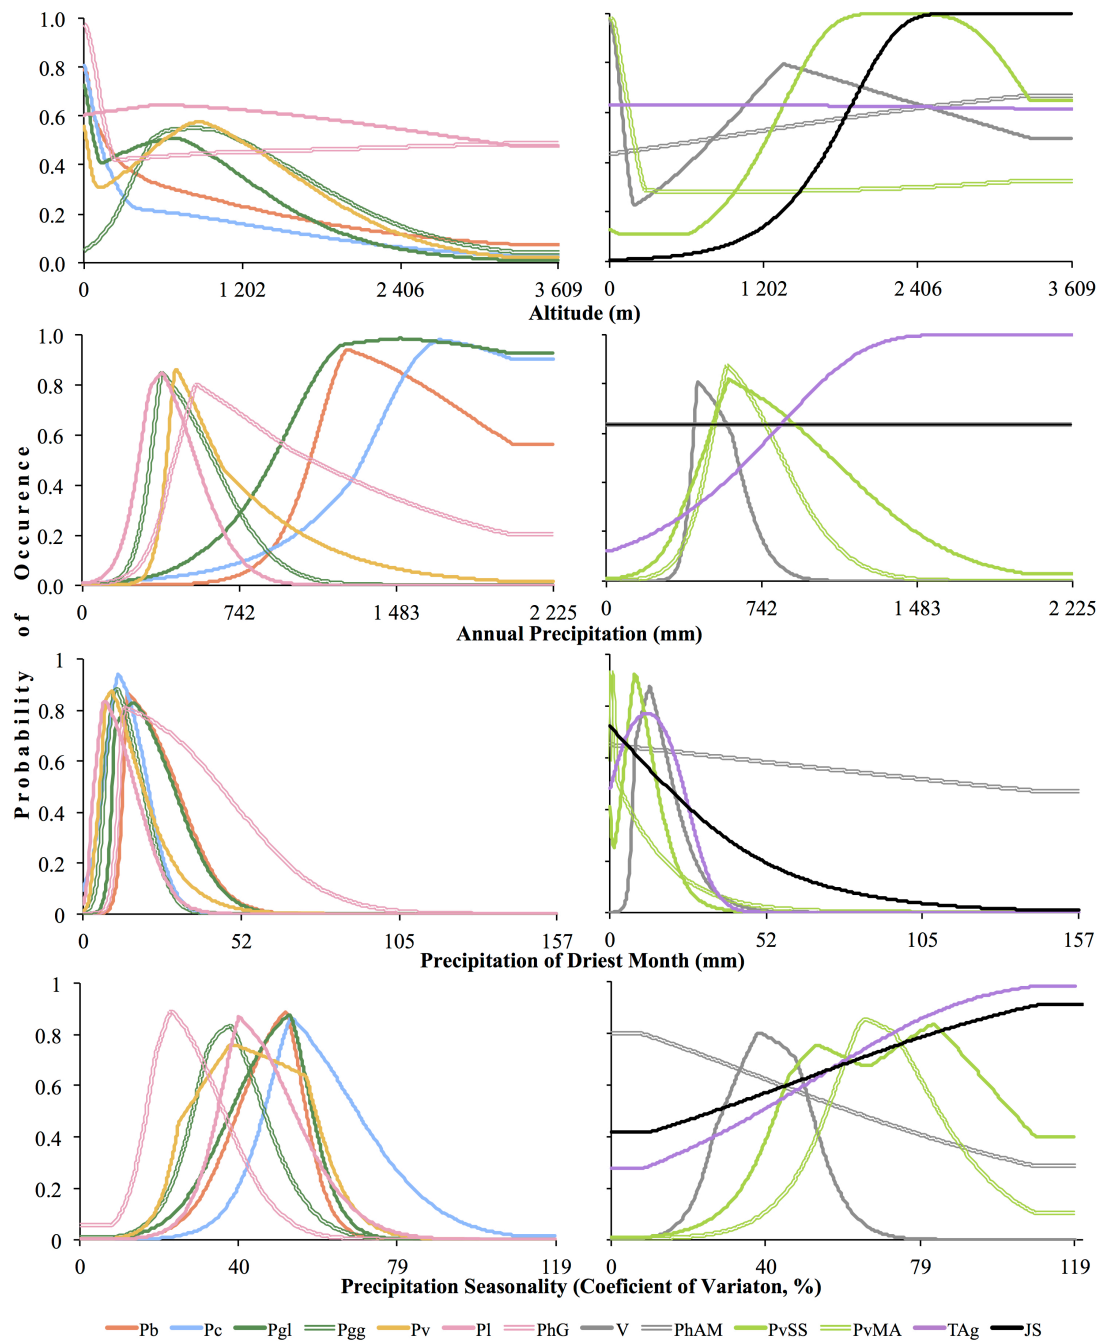 1.0
0.8
0.6
0.4
0.2
0.0
0 1 202 2 406 3 609 0 1 202 2 406 3 609
Altitude (m)
1.0
0.8
0.6
0.4
0.2
0.0
0 742 1 483 2 225 0 742 1 483 2 225
Annual Precipitation (mm)
Probability of Occurence
1
0.8
0.6
0.4
0.2
0
0 52 105 157 0 52 105 157
Precipitation of Driest Month (mm)
1
0.8
0.6
0.4
0.2
0
0 40 79 119 0 40 79 119
Precipitation Seasonality (Coeficient of Variaton, %)
Pb Pc Pgl Pgg Pv Pl PhG V PhAM PvSS PvMA TAg JS